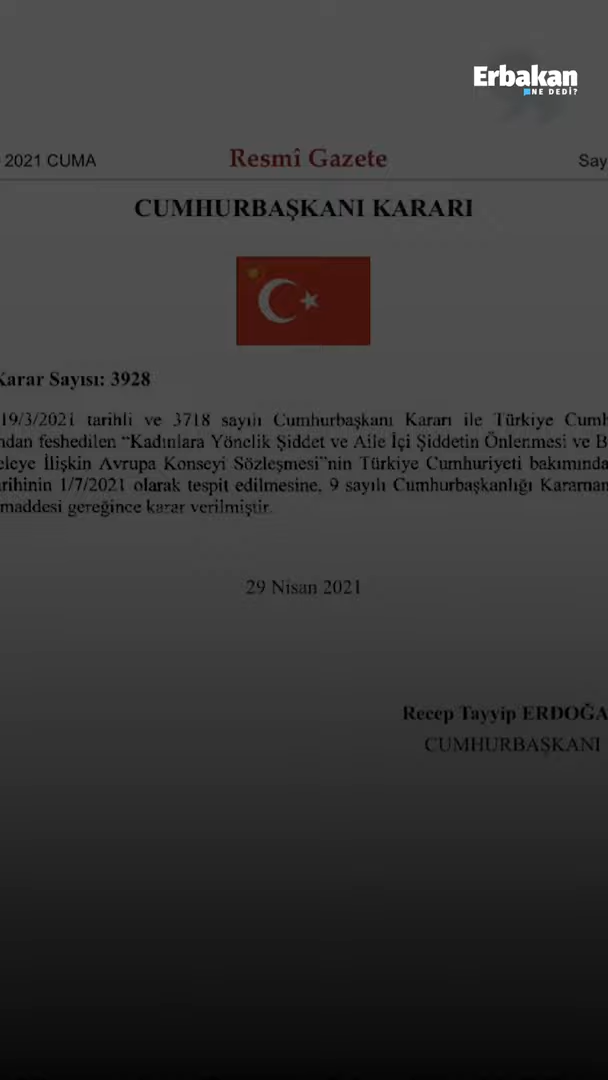 Erbakan
NE DEDİ?
2021 CUMA
Resmî Gazete
Say
CUMHURBAŞKANI KARARI
Karar Sayısı: 3928
19/3/2021 tarihli ve 3718 sayılı Cumhurbaşkanı Kararı ile Türkiye Cumh
ndan feshedilen “Kadınlara Yönelik Şiddet ve Aile İçi Şiddetin Önlenmesi ve B
eleye İlişkin Avrupa Konseyi Sözleşmesi”nin Türkiye Cumhuriyeti bakımında
arihinin 1/7/2021 olarak tespit edilmesine, 9 sayılı Cumhurbaşkanlığı Kararnam
maddesi gereğince karar verilmiştir.
29 Nisan 2021
Recep Tayyip ERDOĞA
CUMHURBAŞKANI